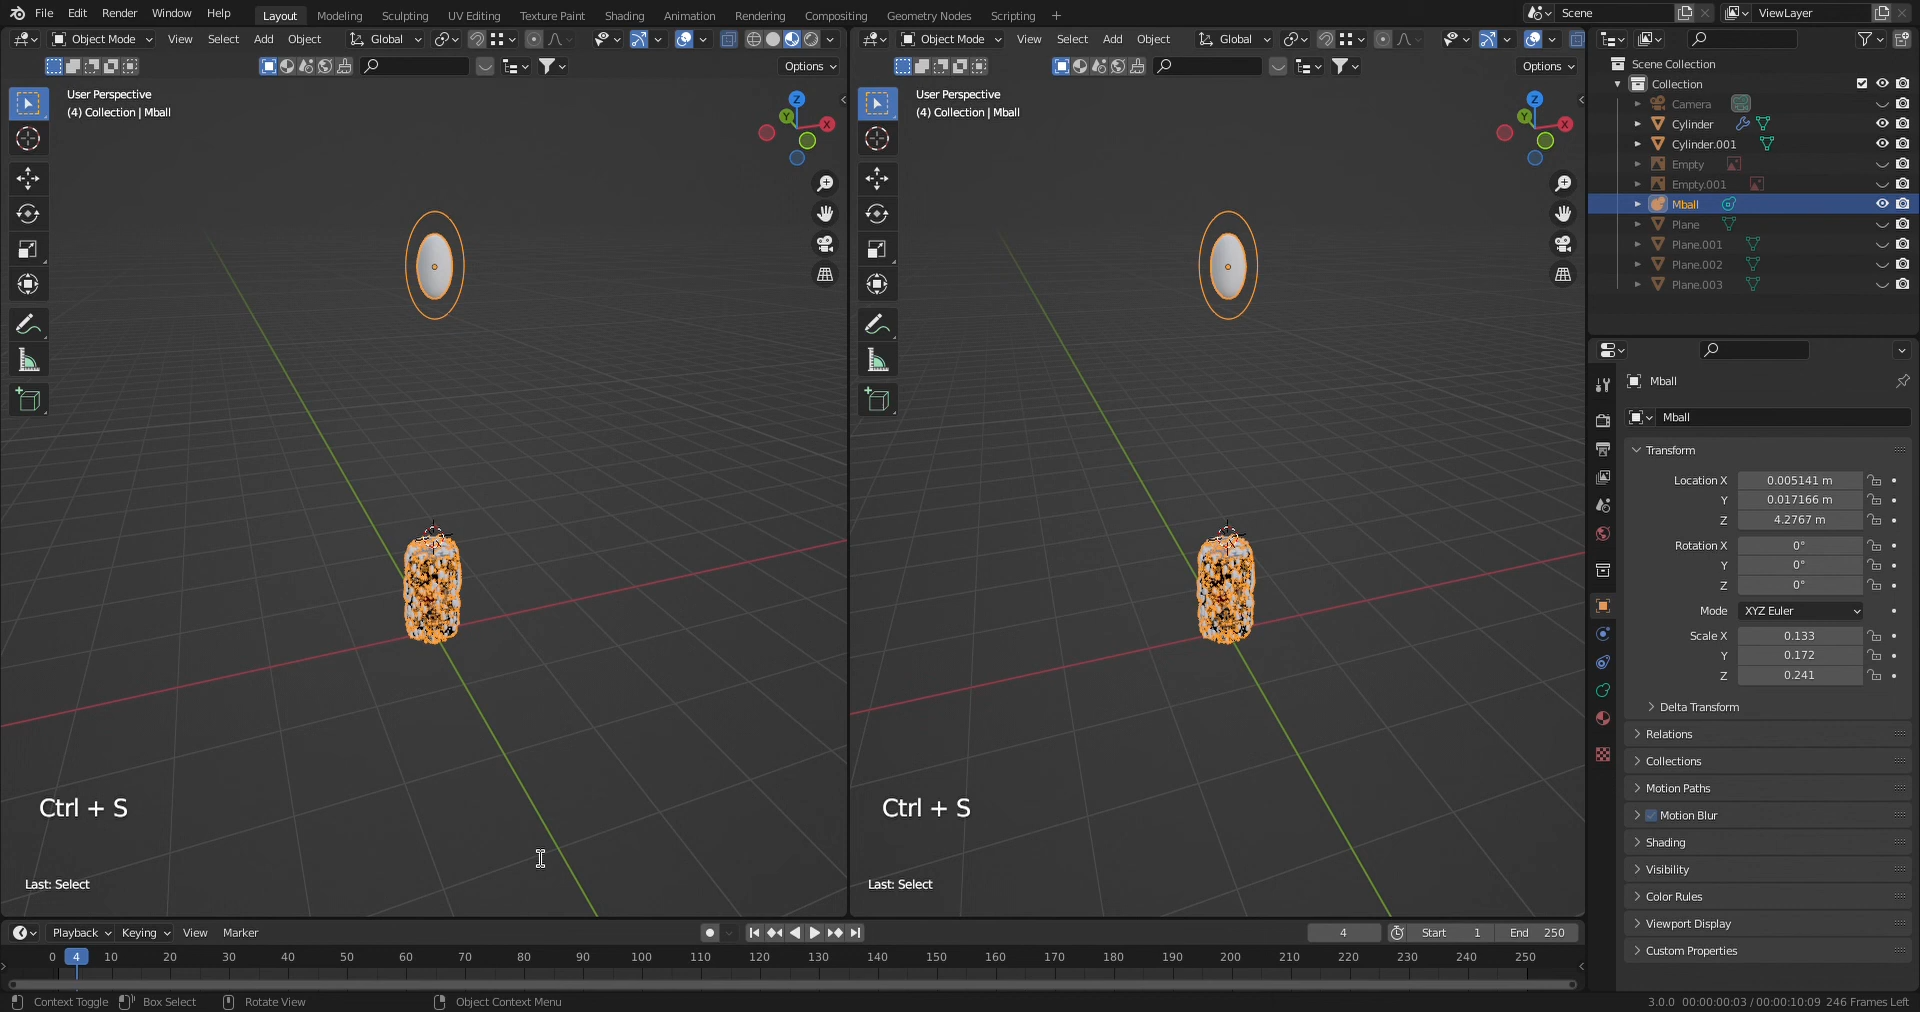 File Edit Render Window Help Layout Modeling Sculpting UV Editing Texture Paint Shading Animation Rendering Compositing Geometry Nodes Scripting + Scene ViewLayer
Object Mode View Select Add Object Global Object Mode View Select Add Object Global
Options Options
User Perspective
(4) Collection | Mball
User Perspective
(4) Collection | Mball
Z
Y
X
Z
Y
X
Ctrl + S
Ctrl + S
Last: Select
Last: Select
Scene Collection
Collection
Camera
Cylinder
Cylinder.001
Empty
Empty.001
Mball
Plane
Plane.001
Plane.002
Plane.003
Mball
Mball
Transform
Location X 0.005141 m
Y 0.017166 m
Z 4.2767 m
Rotation X 0°
Y 0°
Z 0°
Mode XYZ Euler
Scale X 0.133
Y 0.172
Z 0.241
Delta Transform
Relations
Collections
Motion Paths
Motion Blur
Shading
Visibility
Color Rules
Viewport Display
Custom Properties
Playback Keying View Marker 4 Start 1 End 250
0 4 10 20 30 40 50 60 70 80 90 100 110 120 130 140 150 160 170 180 190 200 210 220 230 240 250
Context Toggle Box Select Rotate View Object Context Menu 3.0.0 00:00:00:03 / 00:00:10:09 246 Frames Left